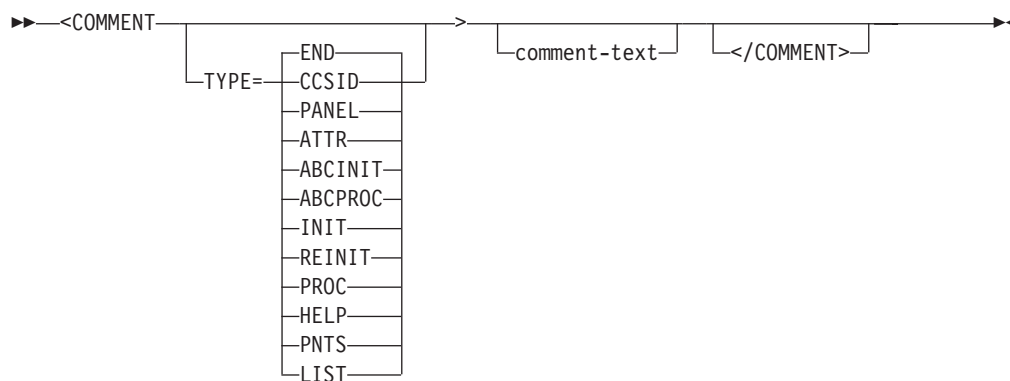 <COMMENT > comment-text </COMMENT>
TYPE= END
CCSID
PANEL
ATTR
ABCINIT
ABCPROC
INIT
REINIT
PROC
HELP
PNTS
LIST